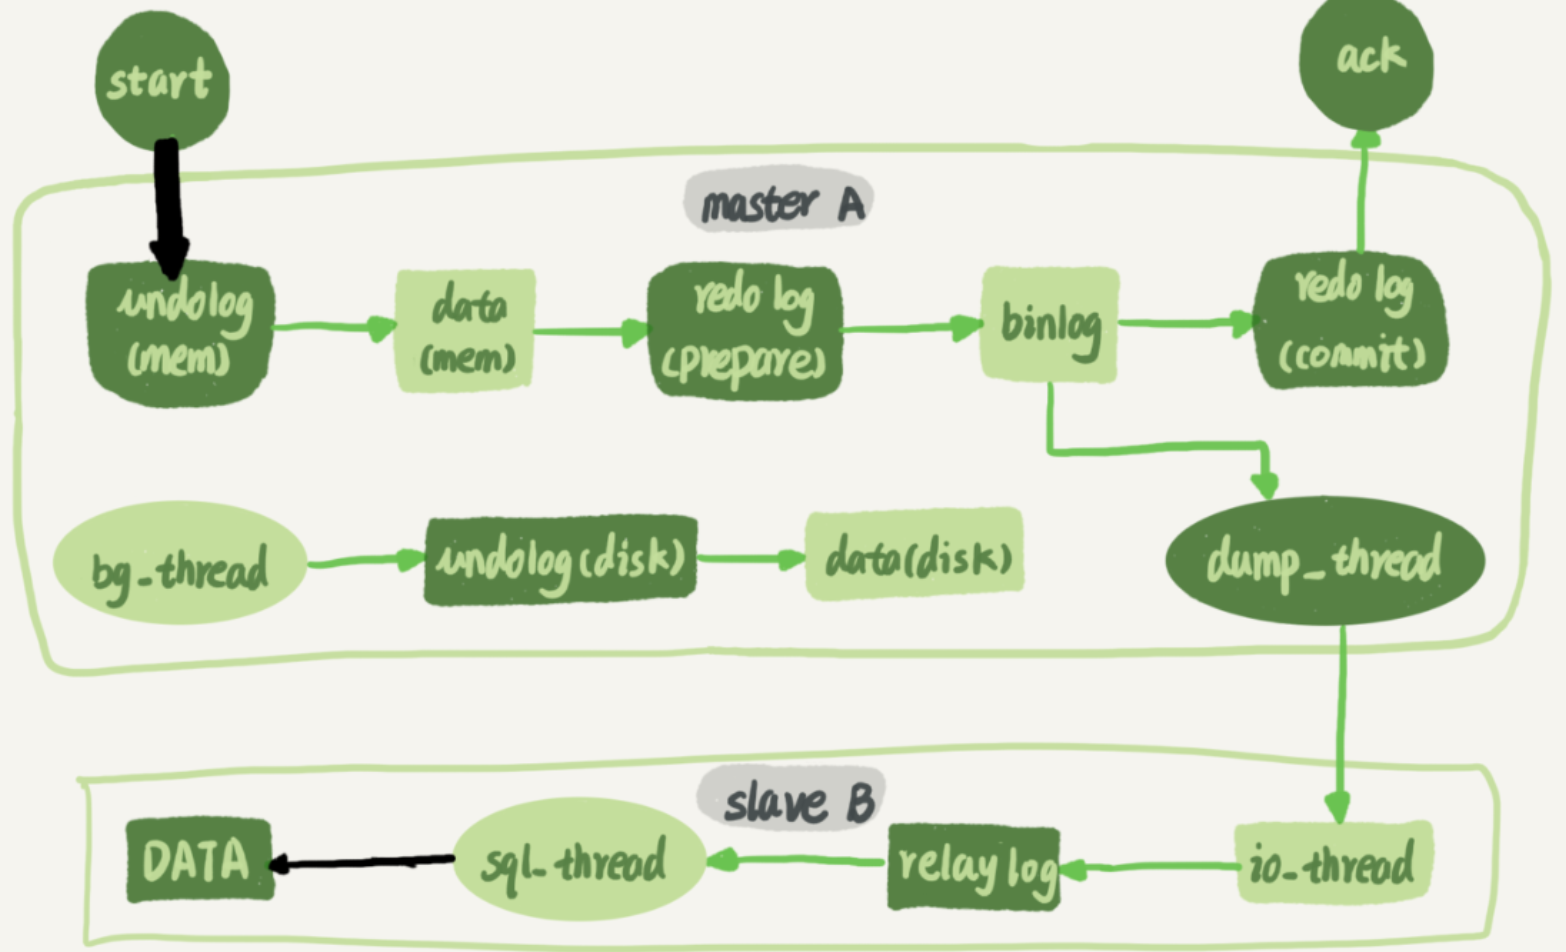 start
ack
master A
undolog
(mem)
data
(mem)
redo log
(prepare)
binlog
redo log
(commit)
bg_thread
undolog(disk)
data(disk)
dump_thread
slave B
DATA
sql_thread
relay log
io_thread